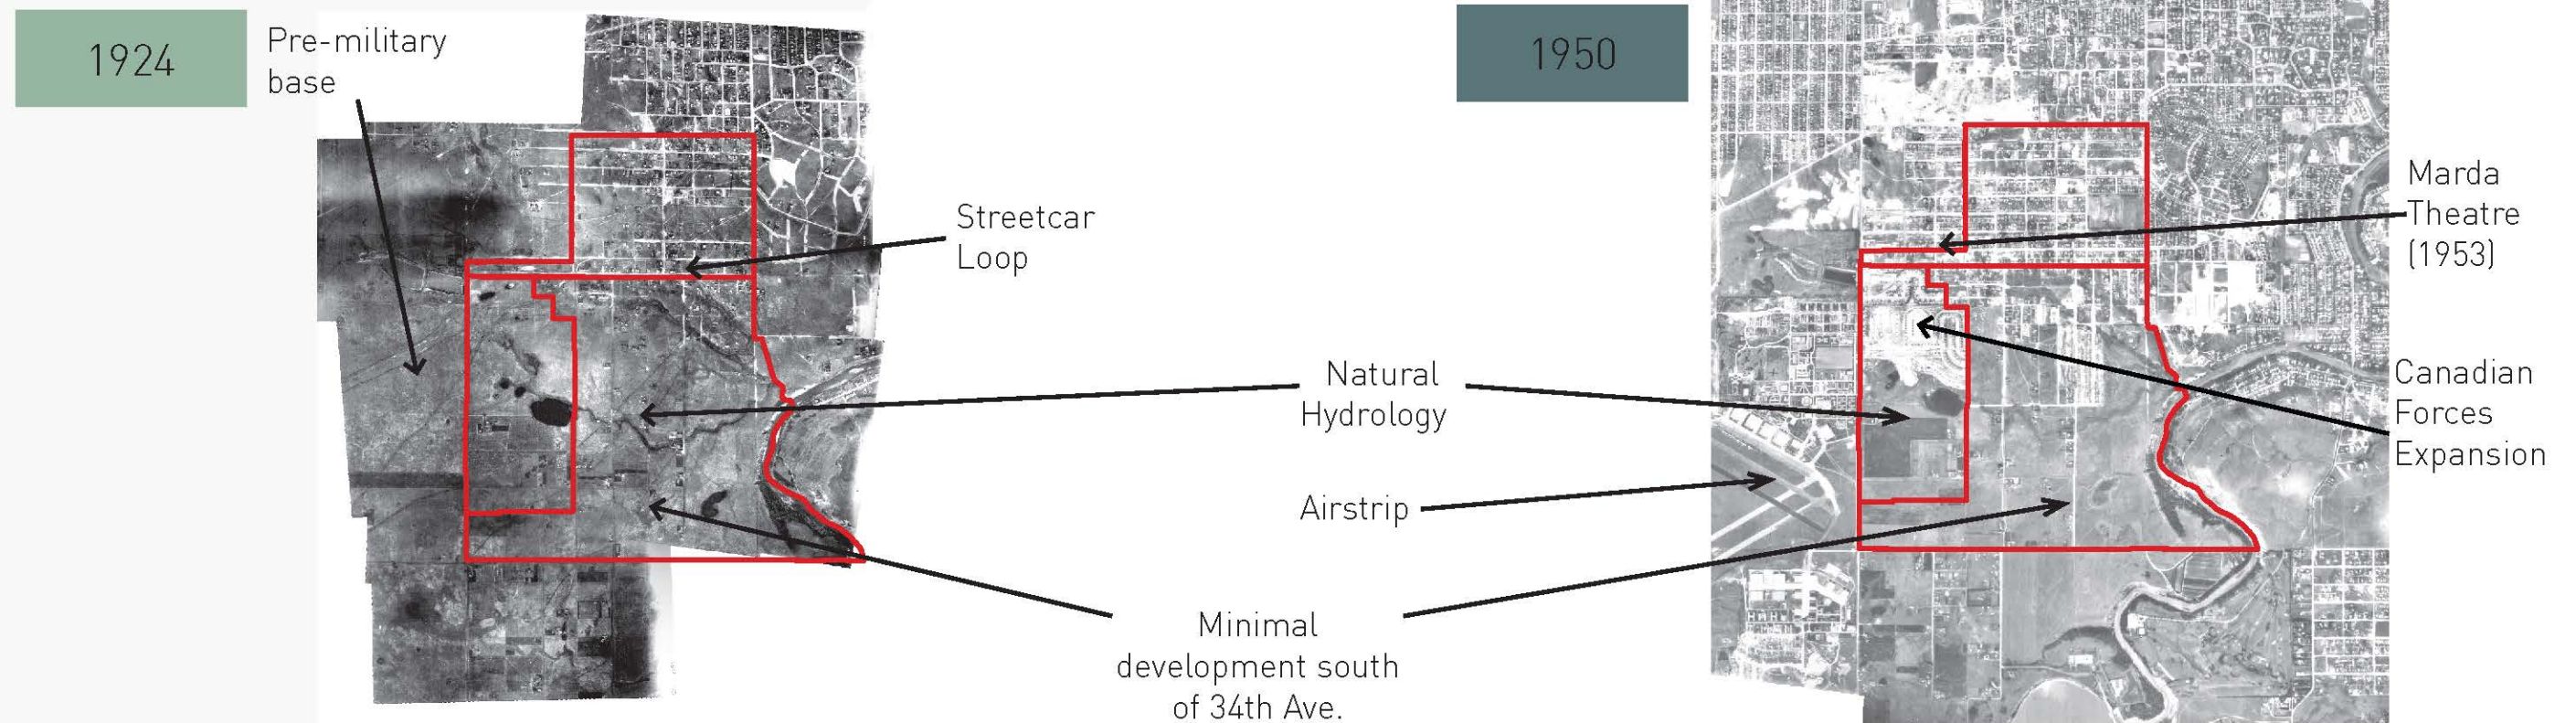 1924
Pre-military
base
Streetcar
Loop
1950
Marda
Theatre
(1953)
Natural
Hydrology
Canadian
Forces
Expansion
Airstrip
Minimal
development south
of 34th Ave.